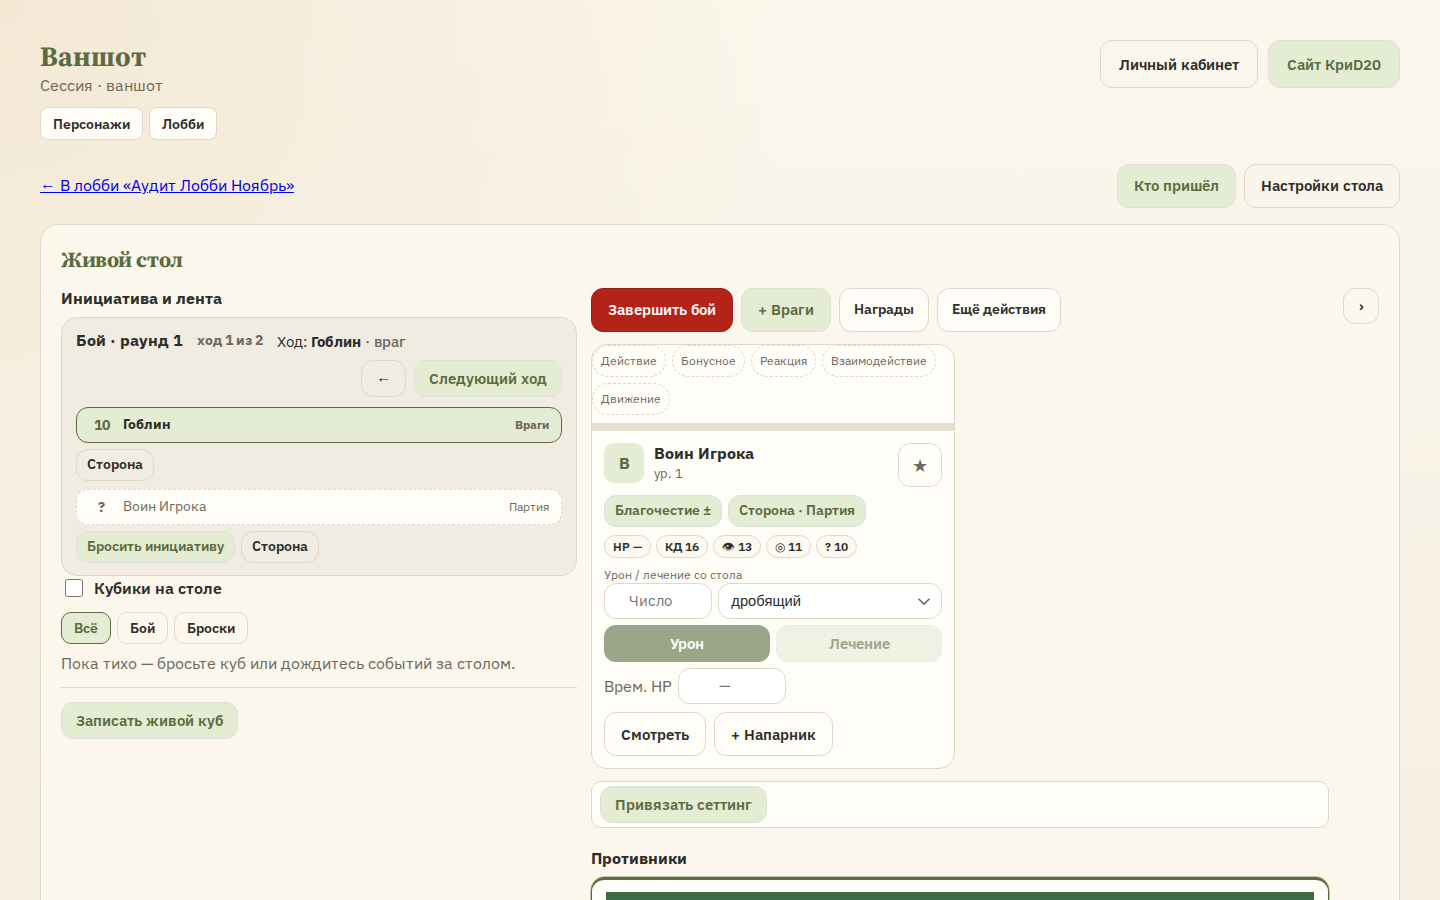 Ваншот
Сессия · ваншот
Персонажи Лобби
Личный кабинет Сайт КриD20
← В лобби «Аудит Лобби Ноябрь»
Кто пришёл Настройки стола
Живой стол
Инициатива и лента
Бой · раунд 1 ход 1 из 2 Ход: Гоблин · враг
← Следующий ход
10 Гоблин Враги
Сторона
? Воин Игрока Партия
Бросить инициативу Сторона
Кубики на столе
Всё Бой Броски
Пока тихо — бросьте куб или дождитесь событий за столом.
Записать живой куб
Завершить бой + Враги Награды Ещё действия ›
Действие Бонусное Реакция Взаимодействие
Движение
В Воин Игрока ★
ур. 1
Благочестие ± Сторона · Партия
HP — КД 16 👁 13 ◎ 11 ? 10
Урон / лечение со стола
Число дробящий
Урон Лечение
Врем. HP —
Смотреть + Напарник
Привязать сеттинг
Противники